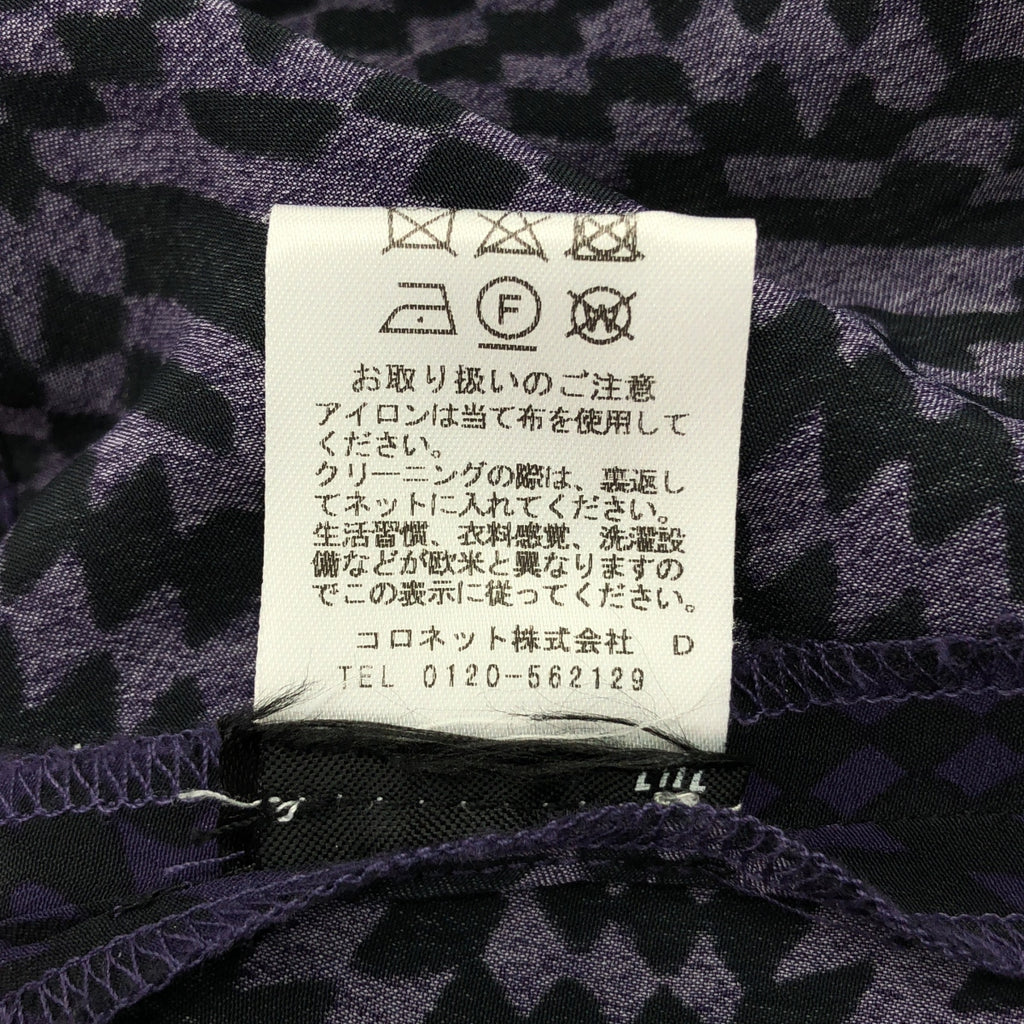 F W
お取り扱いのご注意
アイロンは当て布を使用して
ください。
クリーニングの際は、裏返し
てネットに入れてください。
生活習慣、衣料感覚、洗濯設
備などが欧米と異なりますの
でこの表示に従ってください。
コロネット株式会社 D
TEL 0120-562129